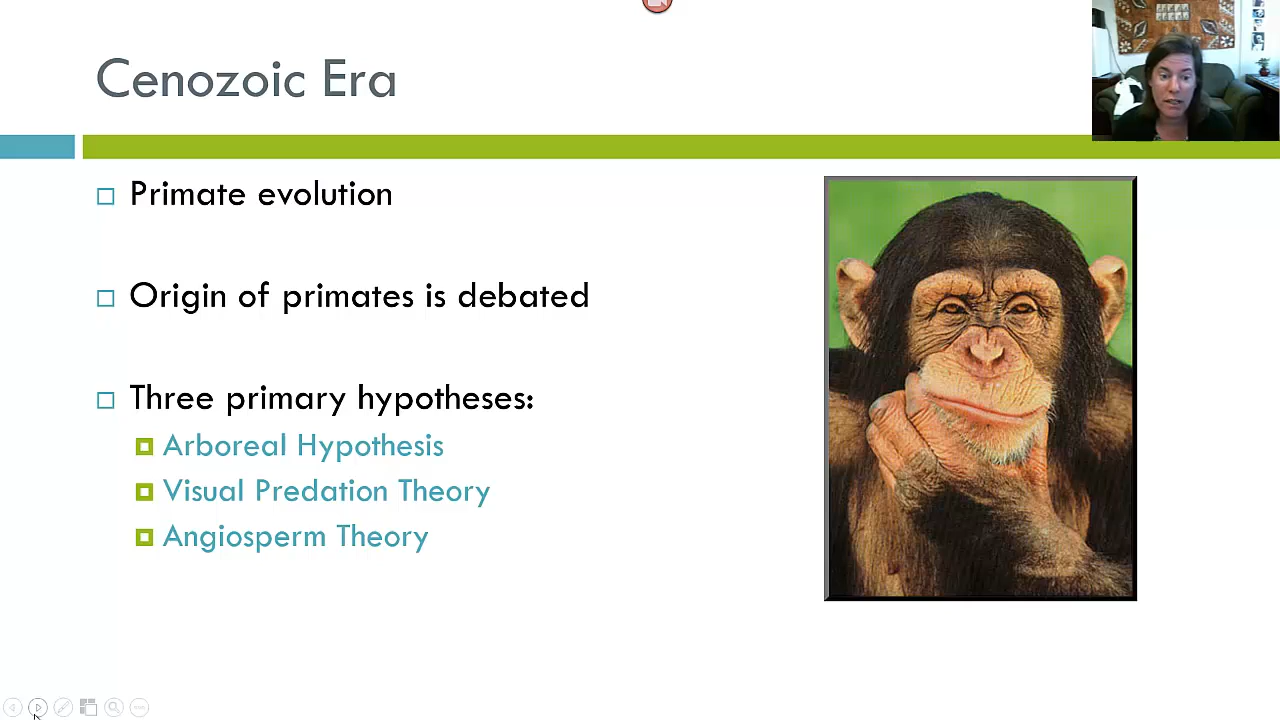 Cenozoic Era
Primate evolution
Origin of primates is debated
Three primary hypotheses:
Arboreal Hypothesis
Visual Predation Theory
Angiosperm Theory